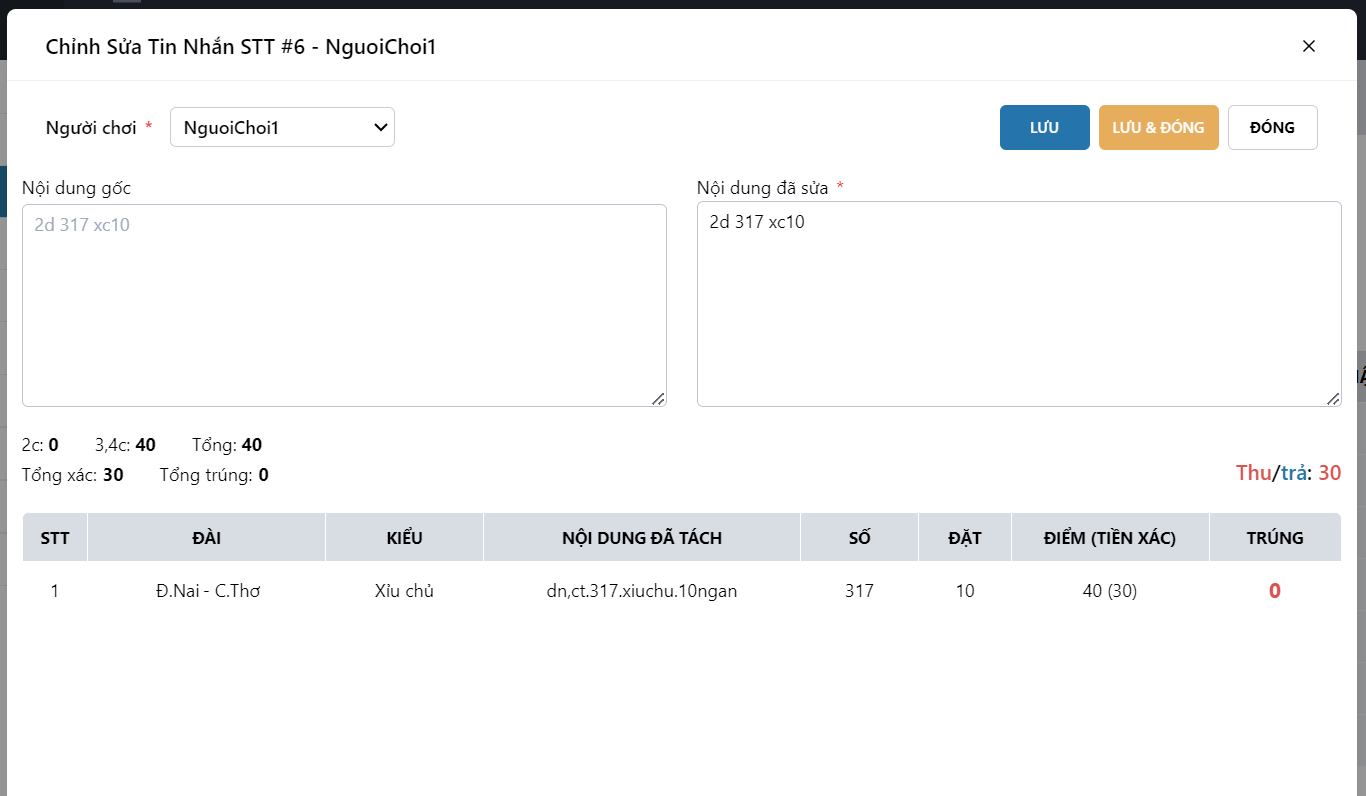 Chỉnh Sửa Tin Nhắn STT #6 - NguoiChoi1
Người chơi * NguoiChoi1 LƯU LƯU & ĐÓNG ĐÓNG
Nội dung gốc
2d 317 xc10
Nội dung đã sửa *
2d 317 xc10
2c: 0 3,4c: 40 Tổng: 40
Tổng xác: 30 Tổng trúng: 0
Thu/trả: 30
STT ĐÀI KIỂU NỘI DUNG ĐÃ TÁCH SỐ ĐẶT ĐIỂM (TIỀN XÁC) TRÚNG
1 Đ.Nai - C.Thơ Xỉu chủ dn,ct.317.xiuchu.10ngan 317 10 40 (30) 0